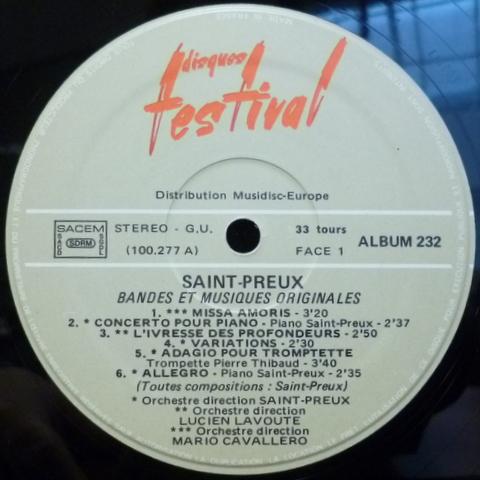 disques
festival
Distribution Musidisc-Europe
SACEM
SACD SDRM SGDL
STEREO - G.U.
(100.277 A)
33 tours
FACE 1
ALBUM 232
SAINT-PREUX
BANDES ET MUSIQUES ORIGINALES
1. *** MISSA AMORIS - 3'20
2. * CONCERTO POUR PIANO - Piano Saint-Preux - 2'37
3. ** L'IVRESSE DES PROFONDEURS - 2'50
4. * VARIATIONS - 2'30
5. * ADAGIO POUR TROMPTETTE
Trompette Pierre Thibaud - 3'40
6. * ALLEGRO - Piano Saint-Preux - 2'35
(Toutes compositions : Saint-Preux)
* Orchestre direction SAINT-PREUX
** Orchestre direction
LUCIEN LAVOUTE
*** Orchestre direction
MARIO CAVALLERO